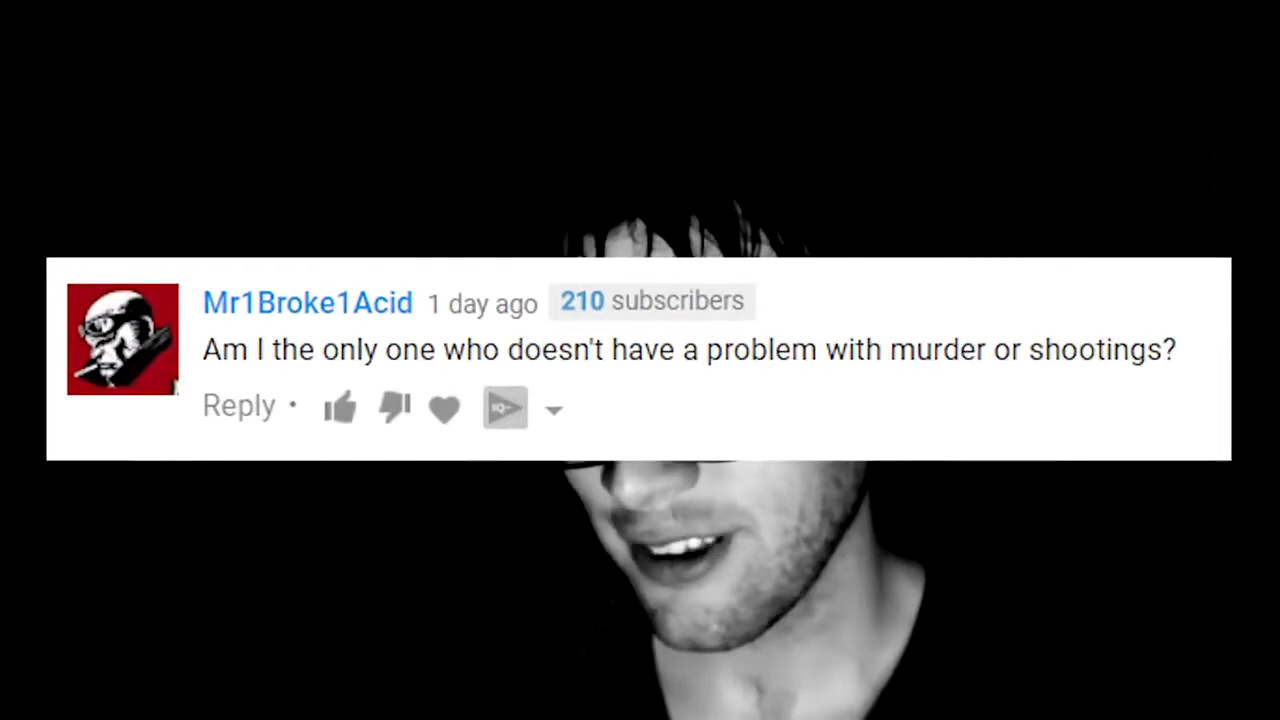 Mr1Broke1Acid 1 day ago 210 subscribers
Am I the only one who doesn't have a problem with murder or shootings?
Reply •